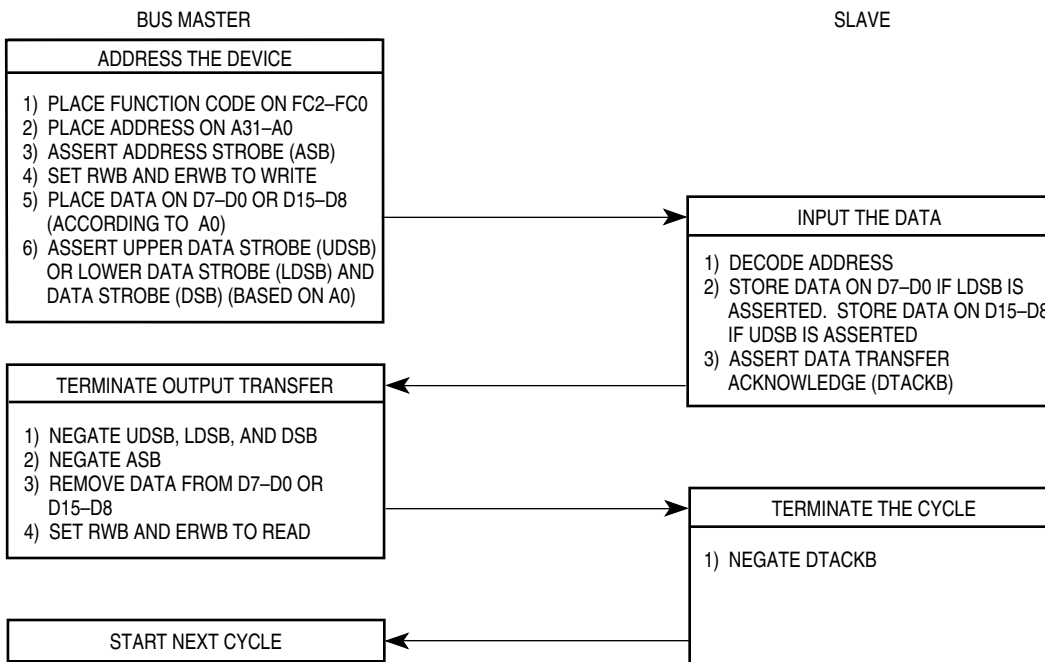 BUS MASTER
SLAVE
ADDRESS THE DEVICE
1) PLACE FUNCTION CODE ON FC2–FC0
2) PLACE ADDRESS ON A31–A0
3) ASSERT ADDRESS STROBE (ASB)
4) SET RWB AND ERWB TO WRITE
5) PLACE DATA ON D7–D0 OR D15–D8
(ACCORDING TO A0)
6) ASSERT UPPER DATA STROBE (UDSB)
OR LOWER DATA STROBE (LDSB) AND
DATA STROBE (DSB) (BASED ON A0)
INPUT THE DATA
1) DECODE ADDRESS
2) STORE DATA ON D7–D0 IF LDSB IS
ASSERTED. STORE DATA ON D15–D8
IF UDSB IS ASSERTED
3) ASSERT DATA TRANSFER
ACKNOWLEDGE (DTACKB)
TERMINATE OUTPUT TRANSFER
1) NEGATE UDSB, LDSB, AND DSB
2) NEGATE ASB
3) REMOVE DATA FROM D7–D0 OR
D15–D8
4) SET RWB AND ERWB TO READ
TERMINATE THE CYCLE
1) NEGATE DTACKB
START NEXT CYCLE